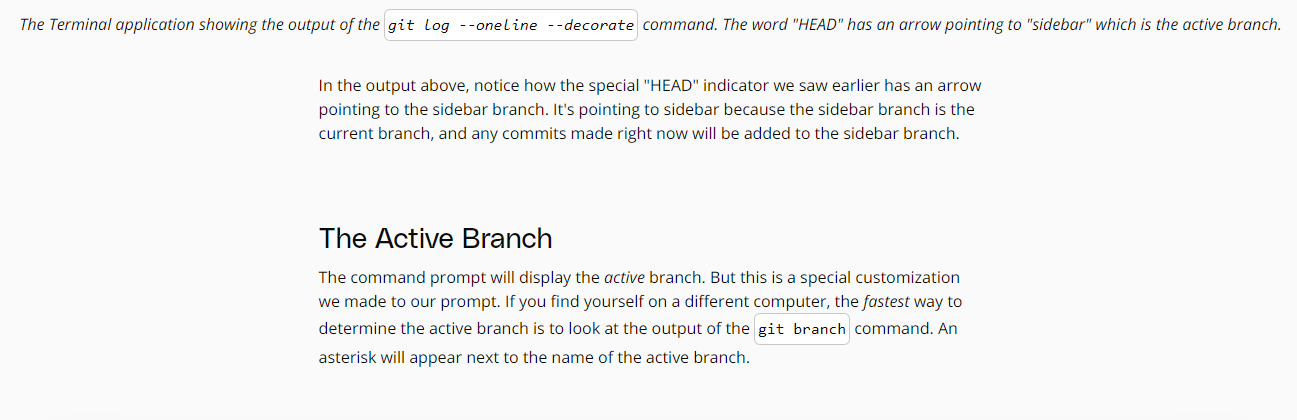 The Terminal application showing the output of the git log --oneline --decorate command. The word "HEAD" has an arrow pointing to "sidebar" which is the active branch.
In the output above, notice how the special "HEAD" indicator we saw earlier has an arrow
pointing to the sidebar branch. It's pointing to sidebar because the sidebar branch is the
current branch, and any commits made right now will be added to the sidebar branch.
The Active Branch
The command prompt will display the active branch. But this is a special customization
we made to our prompt. If you find yourself on a different computer, the fastest way to
determine the active branch is to look at the output of the git branch command. An
asterisk will appear next to the name of the active branch.